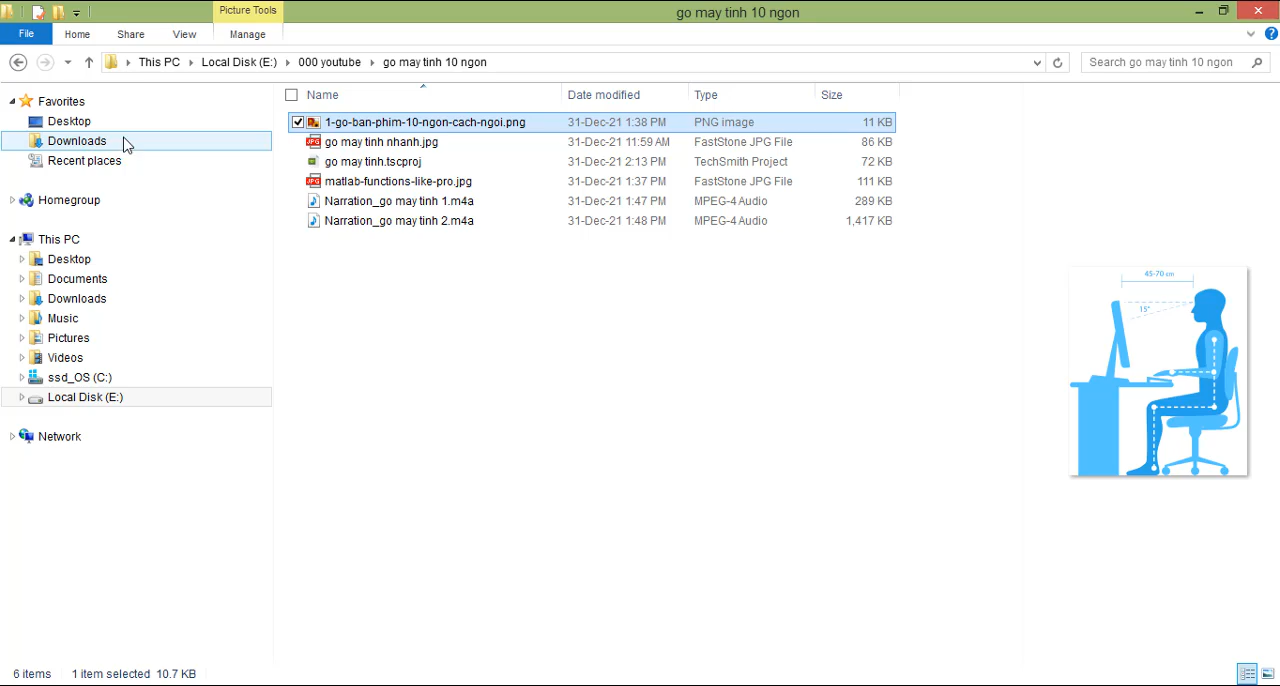 Picture Tools
go may tinh 10 ngon
File Home Share View Manage
This PC Local Disk (E:) 000 youtube go may tinh 10 ngon
Search go may tinh 10 ngon
Name Date modified Type Size
Favorites
Desktop
Downloads
Recent places
Homegroup
This PC
Desktop
Documents
Downloads
Music
Pictures
Videos
ssd_OS (C:)
Local Disk (E:)
Network
1-go-ban-phim-10-ngon-cach-ngoi.png 31-Dec-21 1:38 PM PNG image 11 KB
JPG go may tinh nhanh.jpg 31-Dec-21 11:59 AM FastStone JPG File 86 KB
go may tinh.tscproj 31-Dec-21 2:13 PM TechSmith Project 72 KB
JPG matlab-functions-like-pro.jpg 31-Dec-21 1:37 PM FastStone JPG File 111 KB
Narration_go may tinh 1.m4a 31-Dec-21 1:47 PM MPEG-4 Audio 289 KB
Narration_go may tinh 2.m4a 31-Dec-21 1:48 PM MPEG-4 Audio 1,417 KB
45-70 cm
15°
6 items 1 item selected 10.7 KB